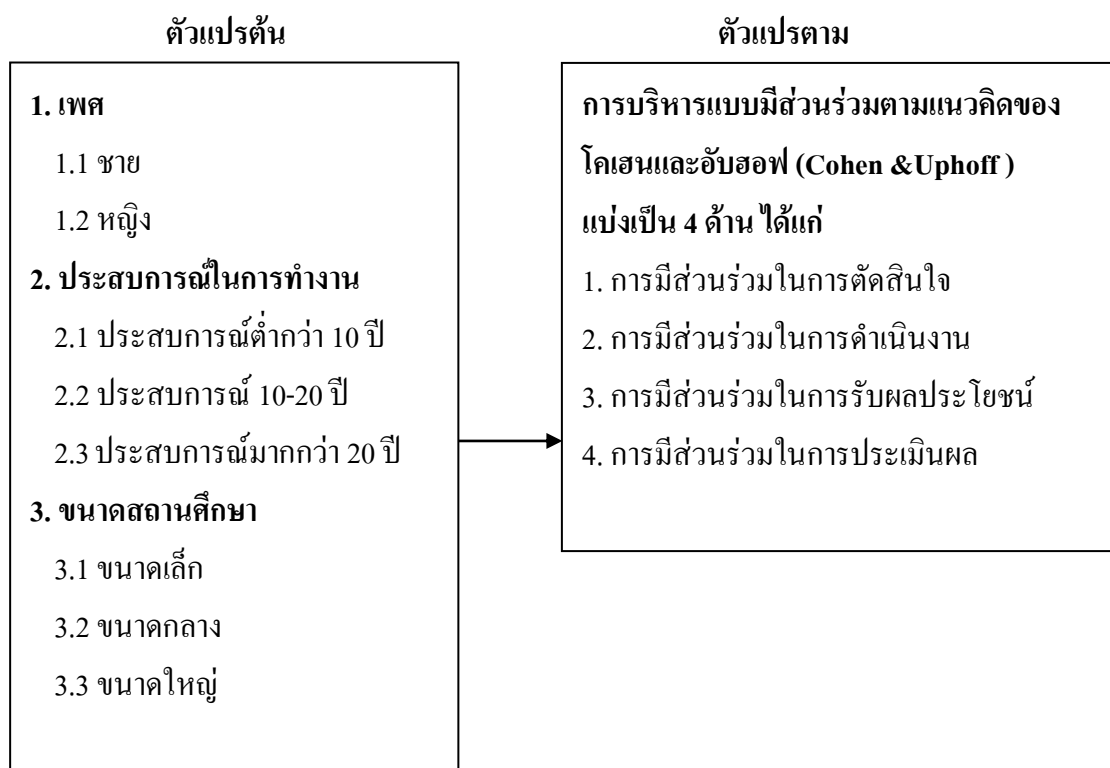 ตัวแปรต้น
1. เพศ
1.1 ชาย
1.2 หญิง
2. ประสบการณ์ในการทำงาน
2.1 ประสบการณ์ต่ำกว่า 10 ปี
2.2 ประสบการณ์ 10-20 ปี
2.3 ประสบการณ์มากกว่า 20 ปี
3. ขนาดสถานศึกษา
3.1 ขนาดเล็ก
3.2 ขนาดกลาง
3.3 ขนาดใหญ่
ตัวแปรตาม
การบริหารแบบมีส่วนร่วมตามแนวคิดของ
โคเฮนและอับฮอฟ (Cohen &Uphoff )
แบ่งเป็น 4 ด้าน ได้แก่
1. การมีส่วนร่วมในการตัดสินใจ
2. การมีส่วนร่วมในการดำเนินงาน
3. การมีส่วนร่วมในการรับผลประโยชน์
4. การมีส่วนร่วมในการประเมินผล